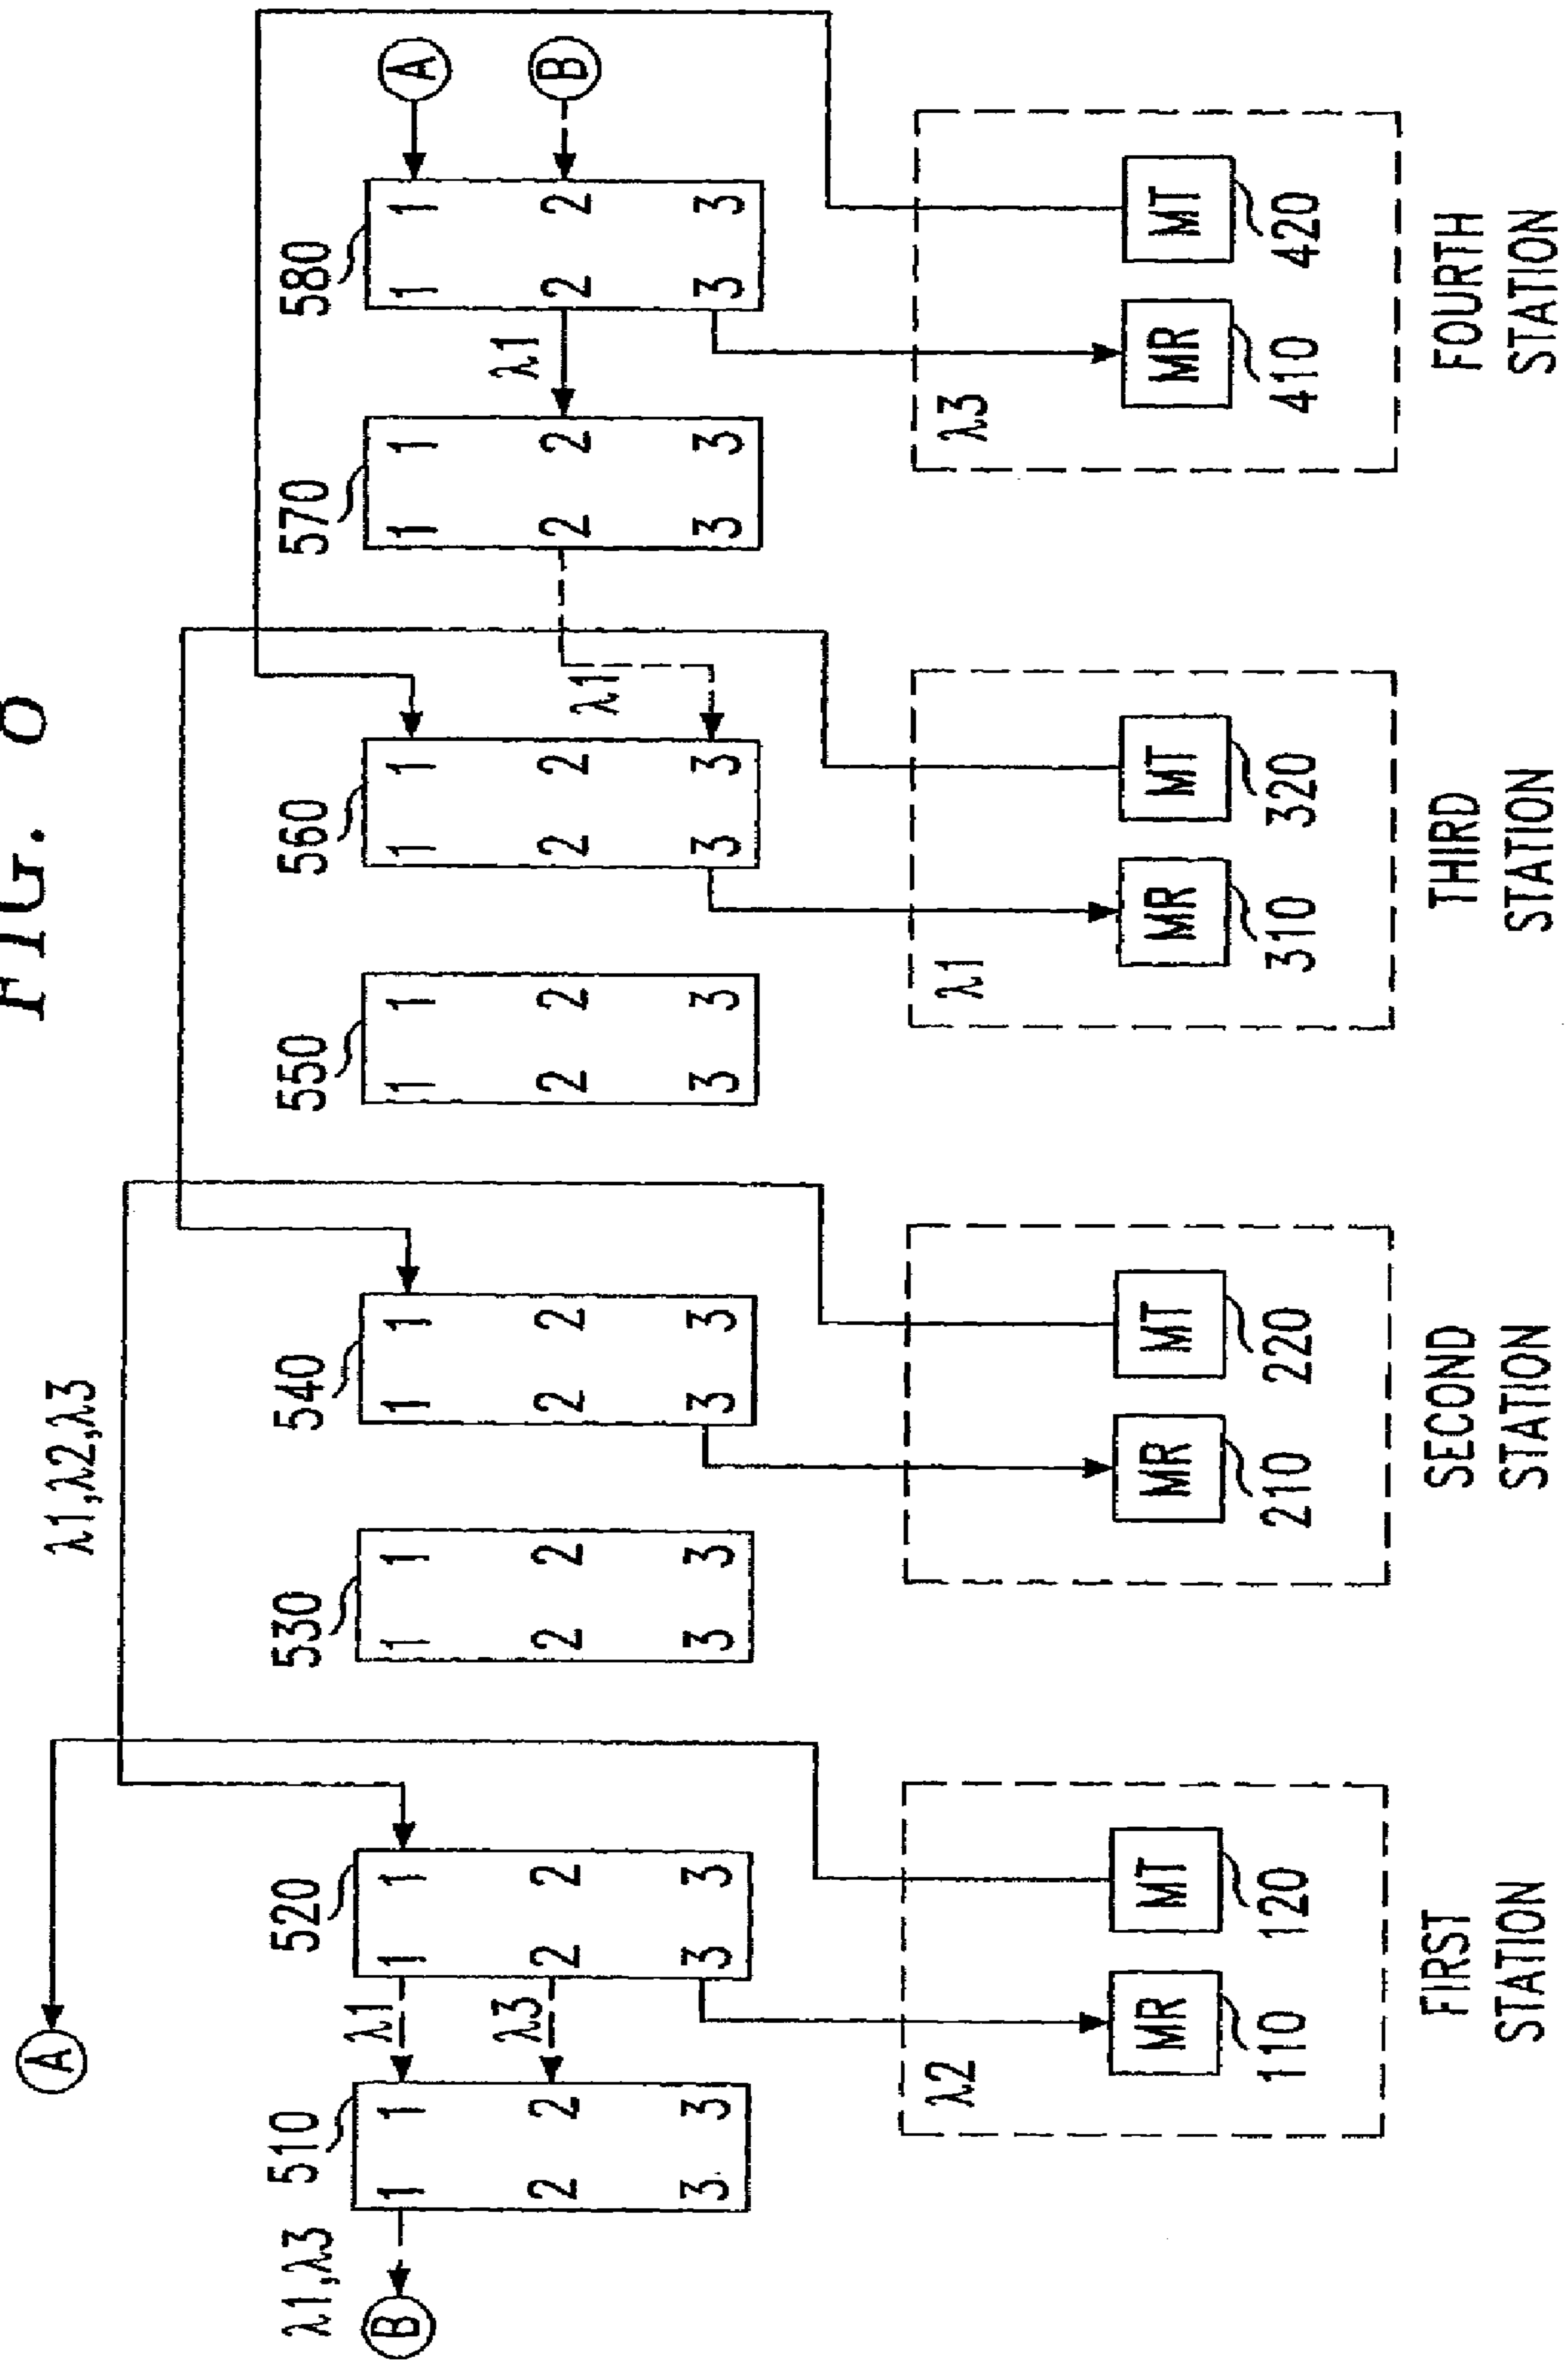 FIG. 8
A
λ1,λ2,λ3
λ1,λ3
B
510
1 1
2 2
3 3
λ1
λ3
520
1 1
2 2
3 3
530
1 1
2 2
3 3
540
1 1
2 2
3 3
550
1 1
2 2
3 3
560
1 1
2 2
3 3
λ1
570
1 1
2 2
3 3
λ1
580
1 1
2 2
3 3
A
B
λ2
MR
110
MT
120
FIRST
STATION
MR
210
MT
220
SECOND
STATION
λ1
MR
310
MT
320
THIRD
STATION
λ3
MR
410
MT
420
FOURTH
STATION